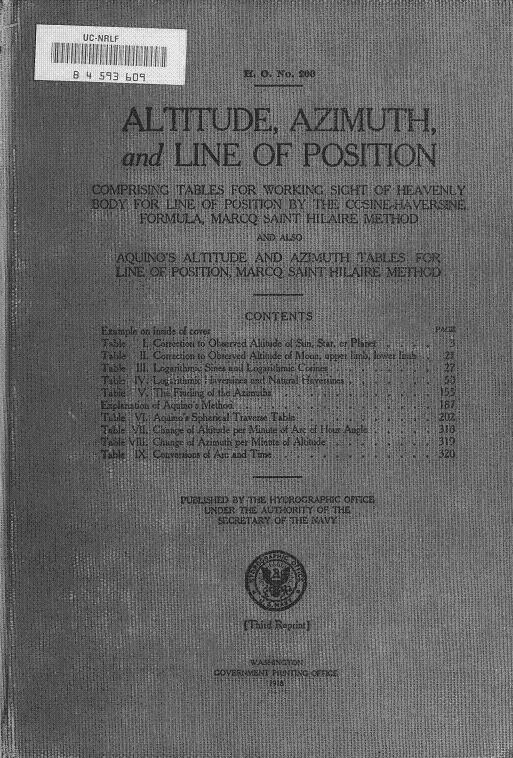 UC-NRLF
B 4 593 609
H. O. No. 200
ALTITUDE, AZIMUTH,
and LINE OF POSITION
COMPRISING TABLES FOR WORKING SIGHT OF HEAVENLY
BODY FOR LINE OF POSITION BY THE COSINE-HAVERSINE
FORMULA, MARCQ SAINT HILAIRE METHOD
AND ALSO
AQUINO'S ALTITUDE AND AZIMUTH TABLES FOR
LINE OF POSITION, MARCQ SAINT HILAIRE METHOD
CONTENTS
Example on inside of cover PAGE
Table I. Correction to Observed Altitude of Sun, Star, or Planet . . . . 3
Table II. Correction to Observed Altitude of Moon, upper limb, lower limb . . 21
Table III. Logarithmic Sines and Logarithmic Cosines . . . . . . . 27
Table IV. Logarithmic Haversines and Natural Haversines . . . . . . 50
Table V. The Finding of the Azimuths . . . . . . . . . 155
Explanation of Aquino's Method . . . . . . . . . . 187
Table VI. Aquino's Spherical Traverse Table . . . . . . . . 202
Table VII. Change of Altitude per Minute of Arc of Hour Angle . . . . . 318
Table VIII. Change of Azimuth per Minute of Altitude . . . . . . 319
Table IX. Conversions of Arc and Time . . . . . . . . . 320
PUBLISHED BY THE HYDROGRAPHIC OFFICE
UNDER THE AUTHORITY OF THE
SECRETARY OF THE NAVY
HYDROGRAPHIC OFFICE
U.S. NAVY
[Third Reprint]
WASHINGTON
GOVERNMENT PRINTING OFFICE
1918